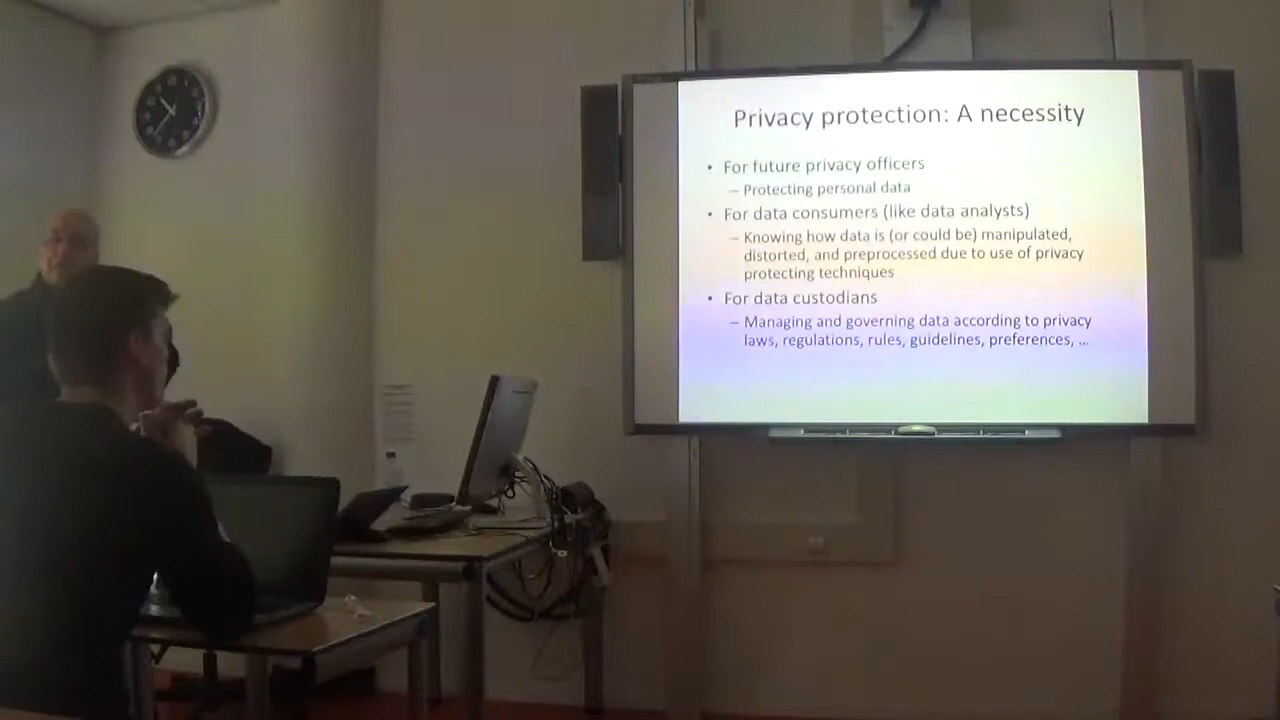 Privacy protection: A necessity
• For future privacy officers
– Protecting personal data
• For data consumers (like data analysts)
– Knowing how data is (or could be) manipulated,
distorted, and preprocessed due to use of privacy
protecting techniques
• For data custodians
– Managing and governing data according to privacy
laws, regulations, rules, guidelines, preferences, ...